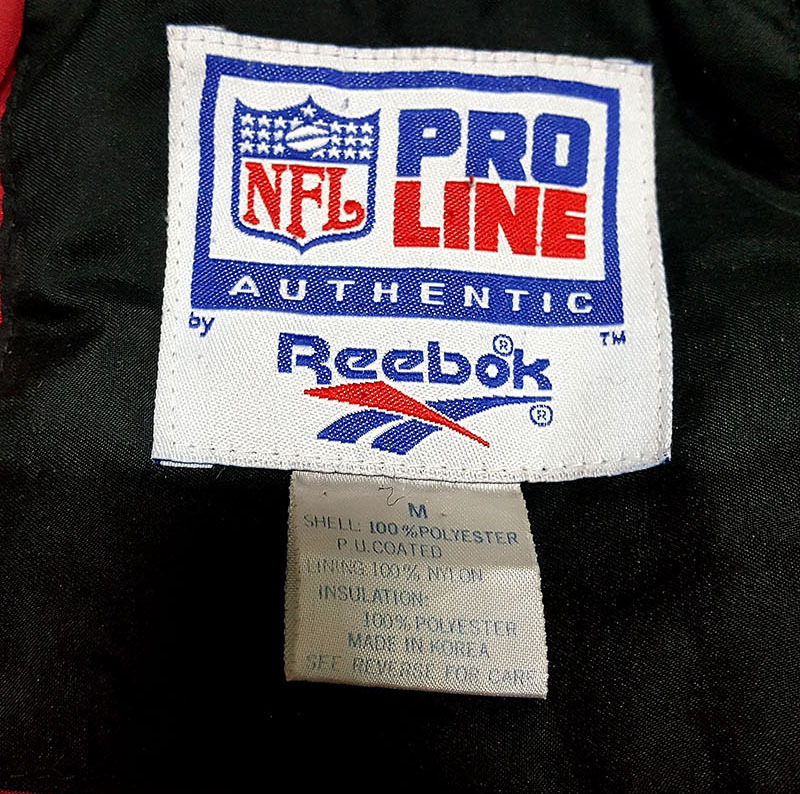 NFL
PRO
LINE
AUTHENTIC
by
TM
Reebok®
®
M
SHELL: 100% POLYESTER
P.U. COATED
LINING: 100% NYLON
INSULATION:
100% POLYESTER
MADE IN KOREA
SEE REVERSE FOR CARE